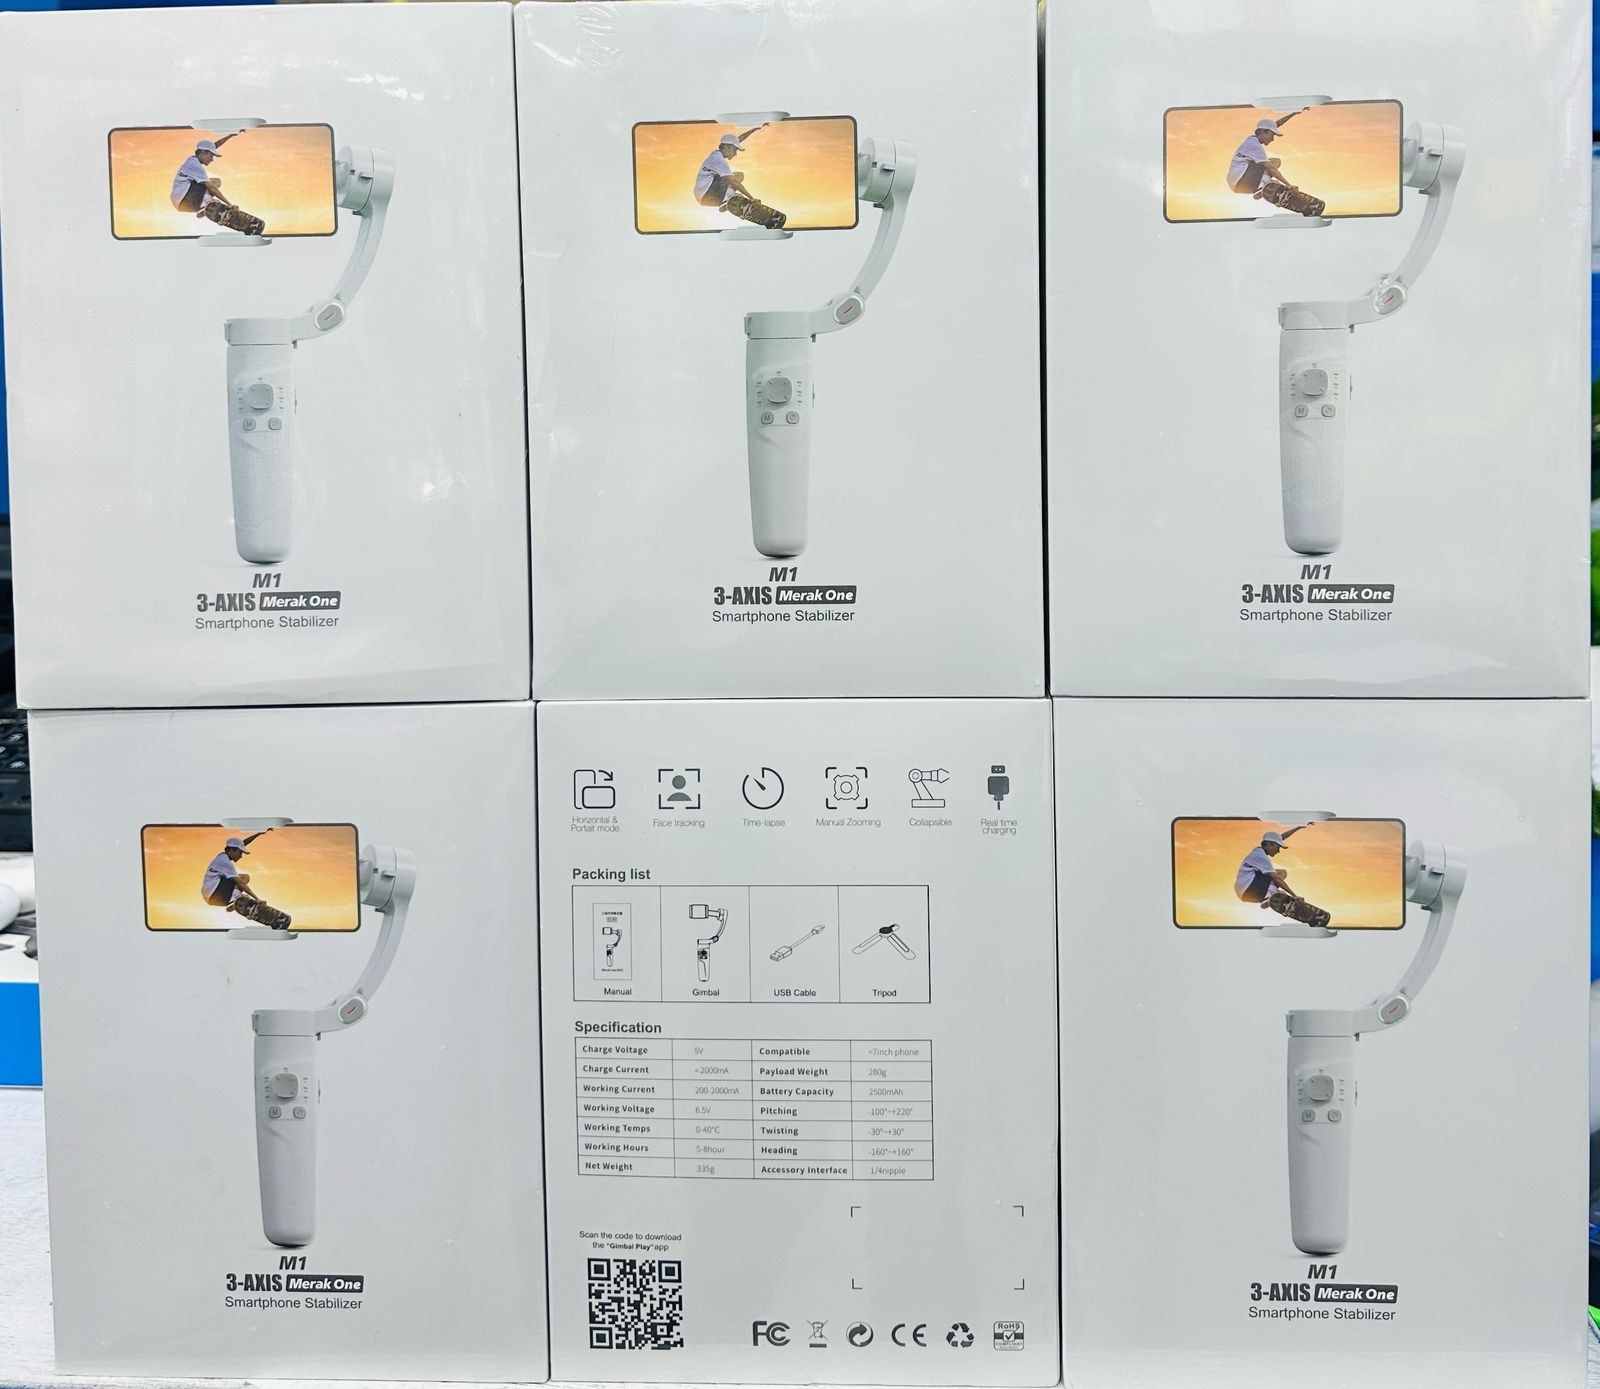 M1
3-AXIS Merak One
Smartphone Stabilizer
M1
3-AXIS Merak One
Smartphone Stabilizer
M1
3-AXIS Merak One
Smartphone Stabilizer
M1
3-AXIS Merak One
Smartphone Stabilizer
Horizontal & Portait mode
Face tracking
Time-lapse
Manual Zooming
Collapsible
Real time charging
Packing list
Manual
Gimbal
USB Cable
Tripod
Specification
Charge Voltage 5V Compatible <7inch phone
Charge Current <2000mA Payload Weight 280g
Working Current 200-2000mA Battery Capacity 2500mAh
Working Voltage 6.5V Pitching -100°~+220°
Working Temps 0-40°C Twisting -30°~+30°
Working Hours 5-8hour Heading -160°~+160°
Net Weight 335g Accessory Interface 1/4nipple
Scan the code to download
the "Gimbal Play" app
FC CE RoHS
COMPLIANT
M1
3-AXIS Merak One
Smartphone Stabilizer